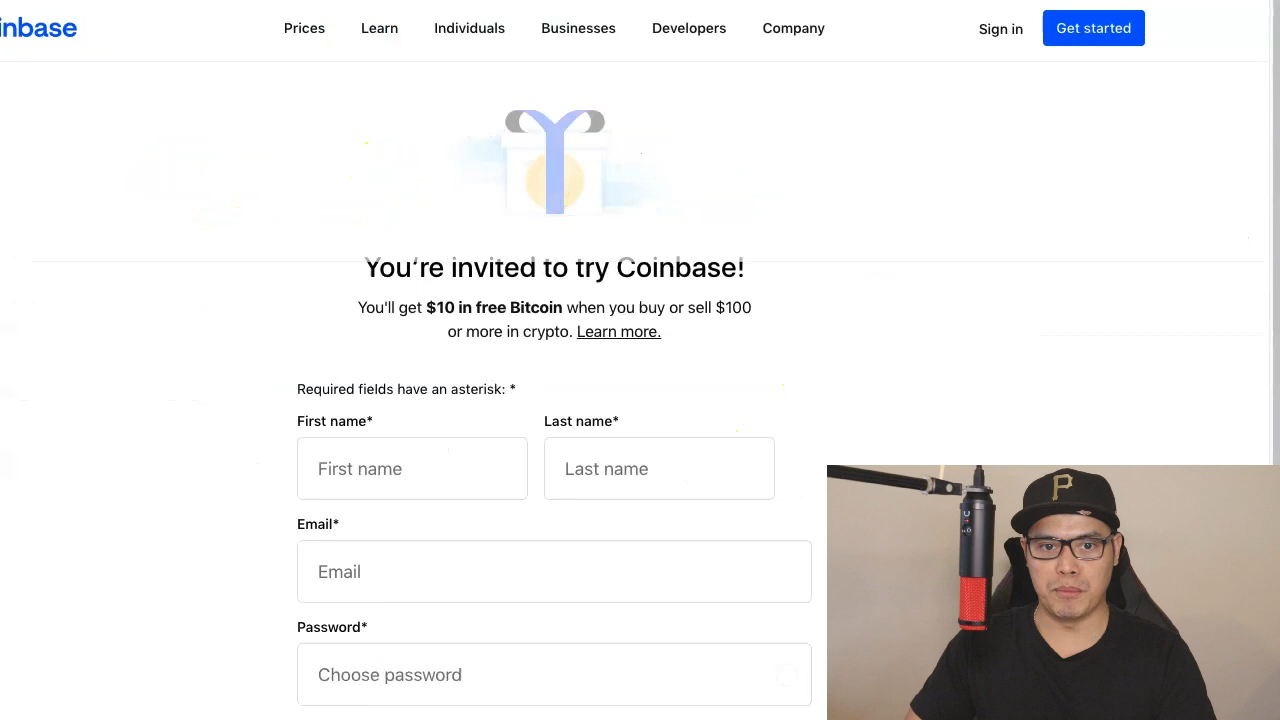 inbase
Prices Learn Individuals Businesses Developers Company Sign in Get started
You're invited to try Coinbase!
You'll get $10 in free Bitcoin when you buy or sell $100
or more in crypto. Learn more.
Required fields have an asterisk: *
First name* Last name*
First name Last name
Email*
Email
Password*
Choose password
P